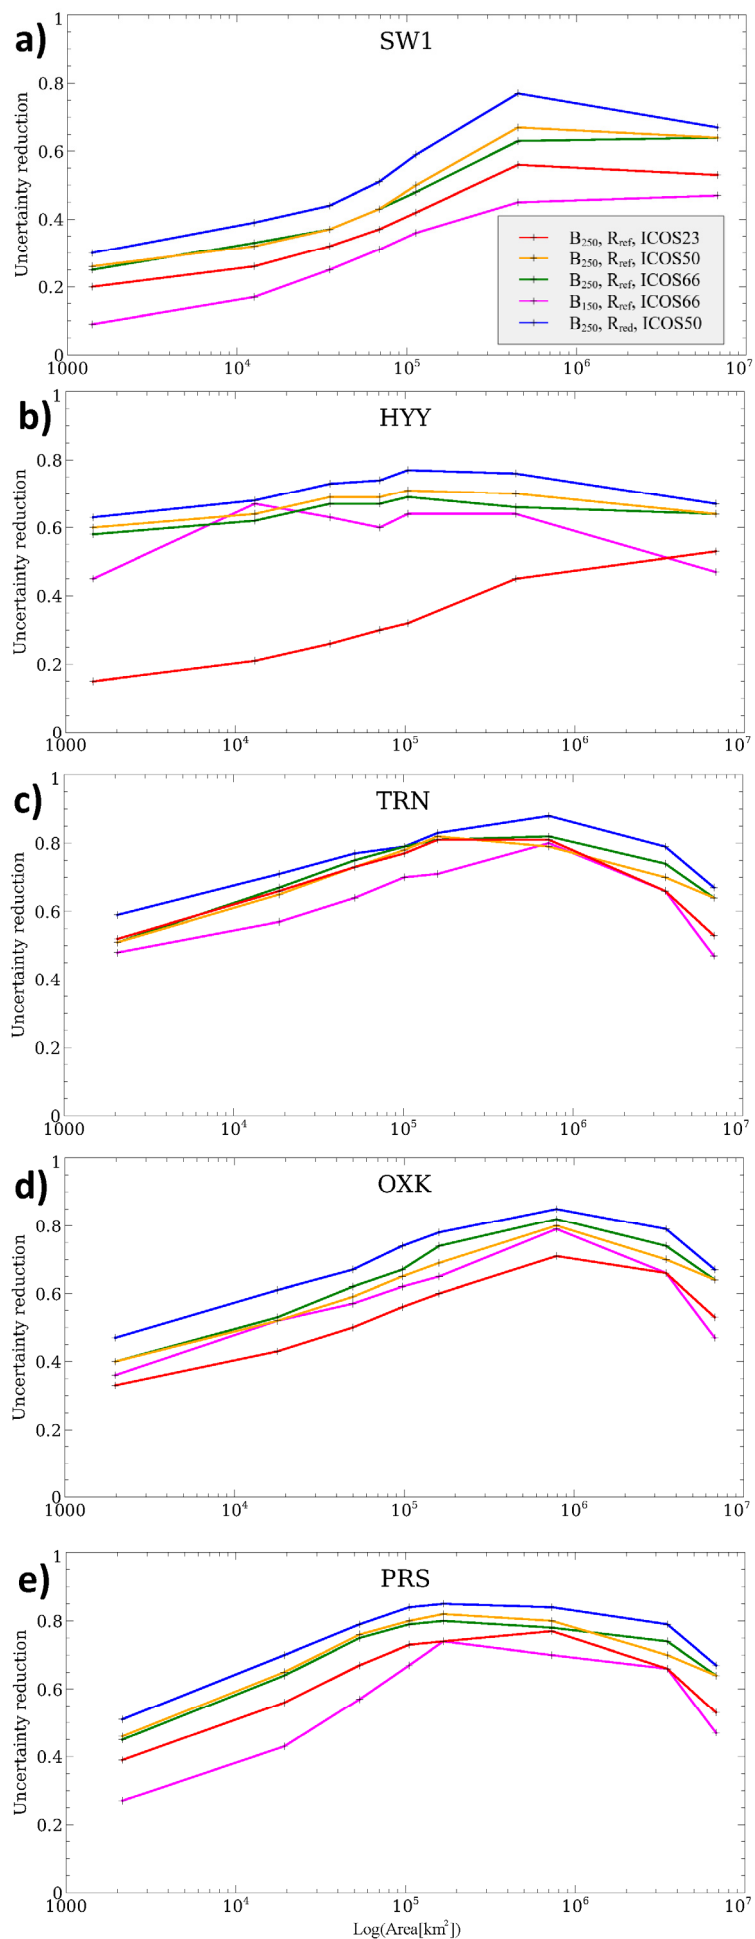 a)
SW1
Uncertainty reduction
1
0.8
0.6
0.4
0.2
0
1000 10⁴ 10⁵ 10⁶ 10⁷
B₂₅₀, Rref, ICOS23
B₂₅₀, Rref, ICOS50
B₂₅₀, Rref, ICOS66
B₁₅₀, Rref, ICOS66
B₂₅₀, Rred, ICOS50
b)
HYY
Uncertainty reduction
1
0.8
0.6
0.4
0.2
0
1000 10⁴ 10⁵ 10⁶ 10⁷
c)
TRN
Uncertainty reduction
1
0.8
0.6
0.4
0.2
0
1000 10⁴ 10⁵ 10⁶ 10⁷
d)
OXK
Uncertainty reduction
1
0.8
0.6
0.4
0.2
0
1000 10⁴ 10⁵ 10⁶ 10⁷
e)
PRS
Uncertainty reduction
1
0.8
0.6
0.4
0.2
0
1000 10⁴ 10⁵ 10⁶ 10⁷
Log(Area[km²])